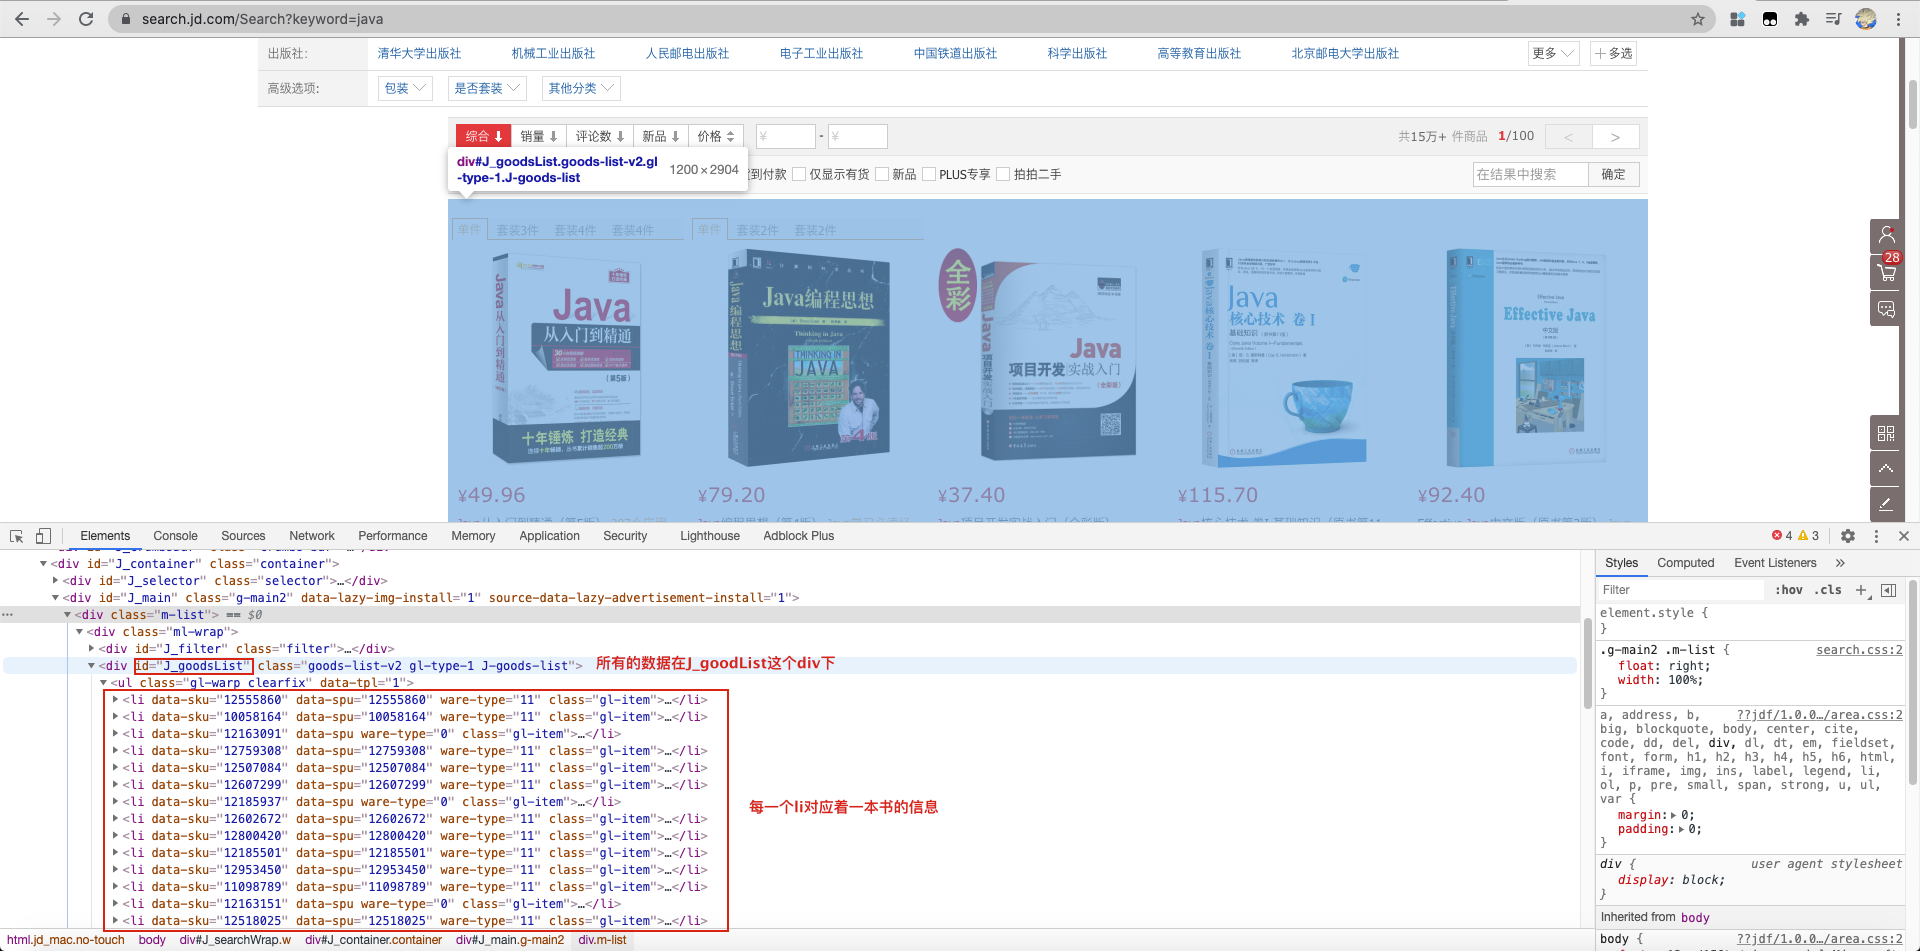 search.jd.com/Search?keyword=java
出版社: 清华大学出版社 机械工业出版社 人民邮电出版社 电子工业出版社 中国铁道出版社 科学出版社 高等教育出版社 北京邮电大学出版社 更多 多选
高级选项: 包装 是否套装 其他分类
综合 销量 评论数 新品 价格 ¥ - ¥ 共15万+ 件商品 1/100 < >
div#J_goodsList.goods-list-v2.gl
-type-1.J-goods-list
1200 × 2904
到付款 仅显示有货 新品 PLUS专享 拍拍二手 在结果中搜索 确定
单件 套装3件 套装4件 套装4件 单件 套装2件 套装2件
28
Java
从入门到精通
(第5版)
十年锤炼 打造经典
Java从入门到精通
Java编程思想
THINKING IN
JAVA
Java编程思想
全彩
Java
项目开发 实战入门
(全彩版)
Java
核心技术 卷 I
基础知识
Effective Java
中文版
¥49.96 ¥79.20 ¥37.40 ¥115.70 ¥92.40
Elements Console Sources Network Performance Memory Application Security Lighthouse Adblock Plus 4 3
<div id="J_container" class="container">
<div id="J_selector" class="selector">…</div>
<div id="J_main" class="g-main2" data-lazy-img-install="1" source-data-lazy-advertisement-install="1">
<div class="m-list"> == $0
<div class="ml-wrap">
<div id="J_filter" class="filter">…</div>
<div id="J_goodsList" class="goods-list-v2 gl-type-1 J-goods-list"> 所有的数据在J_goodList这个div下
<ul class="gl-warp clearfix" data-tpl="1">
<li data-sku="12555860" data-spu="12555860" ware-type="11" class="gl-item">…</li>
<li data-sku="10058164" data-spu="10058164" ware-type="11" class="gl-item">…</li>
<li data-sku="12163091" data-spu ware-type="0" class="gl-item">…</li>
<li data-sku="12759308" data-spu="12759308" ware-type="11" class="gl-item">…</li>
<li data-sku="12507084" data-spu="12507084" ware-type="11" class="gl-item">…</li>
<li data-sku="12607299" data-spu="12607299" ware-type="11" class="gl-item">…</li>
<li data-sku="12185937" data-spu ware-type="0" class="gl-item">…</li>
<li data-sku="12602672" data-spu="12602672" ware-type="11" class="gl-item">…</li>
<li data-sku="12800420" data-spu="12800420" ware-type="11" class="gl-item">…</li>
<li data-sku="12185501" data-spu="12185501" ware-type="11" class="gl-item">…</li>
<li data-sku="12953450" data-spu="12953450" ware-type="11" class="gl-item">…</li>
<li data-sku="11098789" data-spu="11098789" ware-type="11" class="gl-item">…</li>
<li data-sku="12163151" data-spu ware-type="0" class="gl-item">…</li>
<li data-sku="12518025" data-spu="12518025" ware-type="11" class="gl-item">…</li>
每一个li对应着一本书的信息
html.jd_mac.no-touch body div#J_searchWrap.w div#J_container.container div#J_main.g-main2 div.m-list
Styles Computed Event Listeners »
Filter :hov .cls +
element.style {
}
.g-main2 .m-list { search.css:2
float: right;
width: 100%;
}
a, address, b, ??jdf/1.0.0…/area.css:2
big, blockquote, body, center, cite,
code, dd, del, div, dl, dt, em, fieldset,
font, form, h1, h2, h3, h4, h5, h6, html,
i, iframe, img, ins, label, legend, li,
ol, p, pre, small, span, strong, u, ul,
var {
margin: 0;
padding: 0;
}
div { user agent stylesheet
display: block;
}
Inherited from body
body { ??jdf/1.0.0…/area.css:2